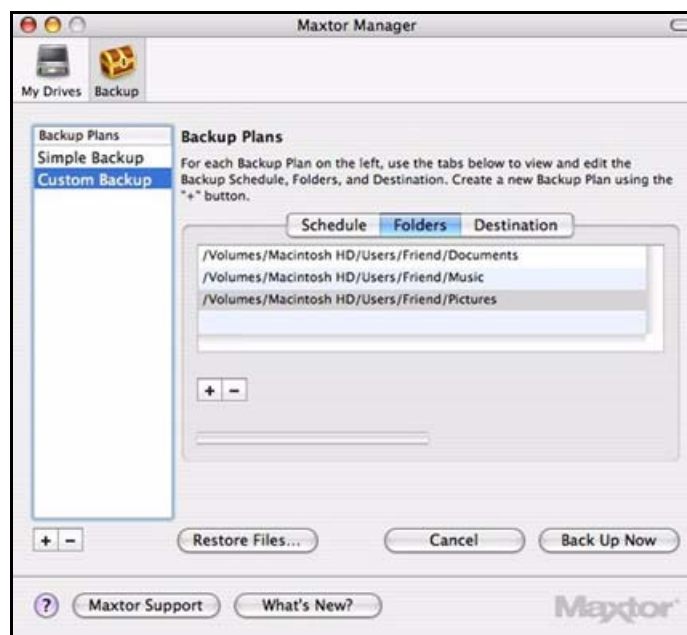 Maxtor Manager
My Drives
Backup
Backup Plans
Simple Backup
Custom Backup
Backup Plans
For each Backup Plan on the left, use the tabs below to view and edit the
Backup Schedule, Folders, and Destination. Create a new Backup Plan using the
"+" button.
Schedule
Folders
Destination
/Volumes/Macintosh HD/Users/Friend/Documents
/Volumes/Macintosh HD/Users/Friend/Music
/Volumes/Macintosh HD/Users/Friend/Pictures
+ −
+ −
Restore Files...
Cancel
Back Up Now
?
Maxtor Support
What's New?
Maxtor